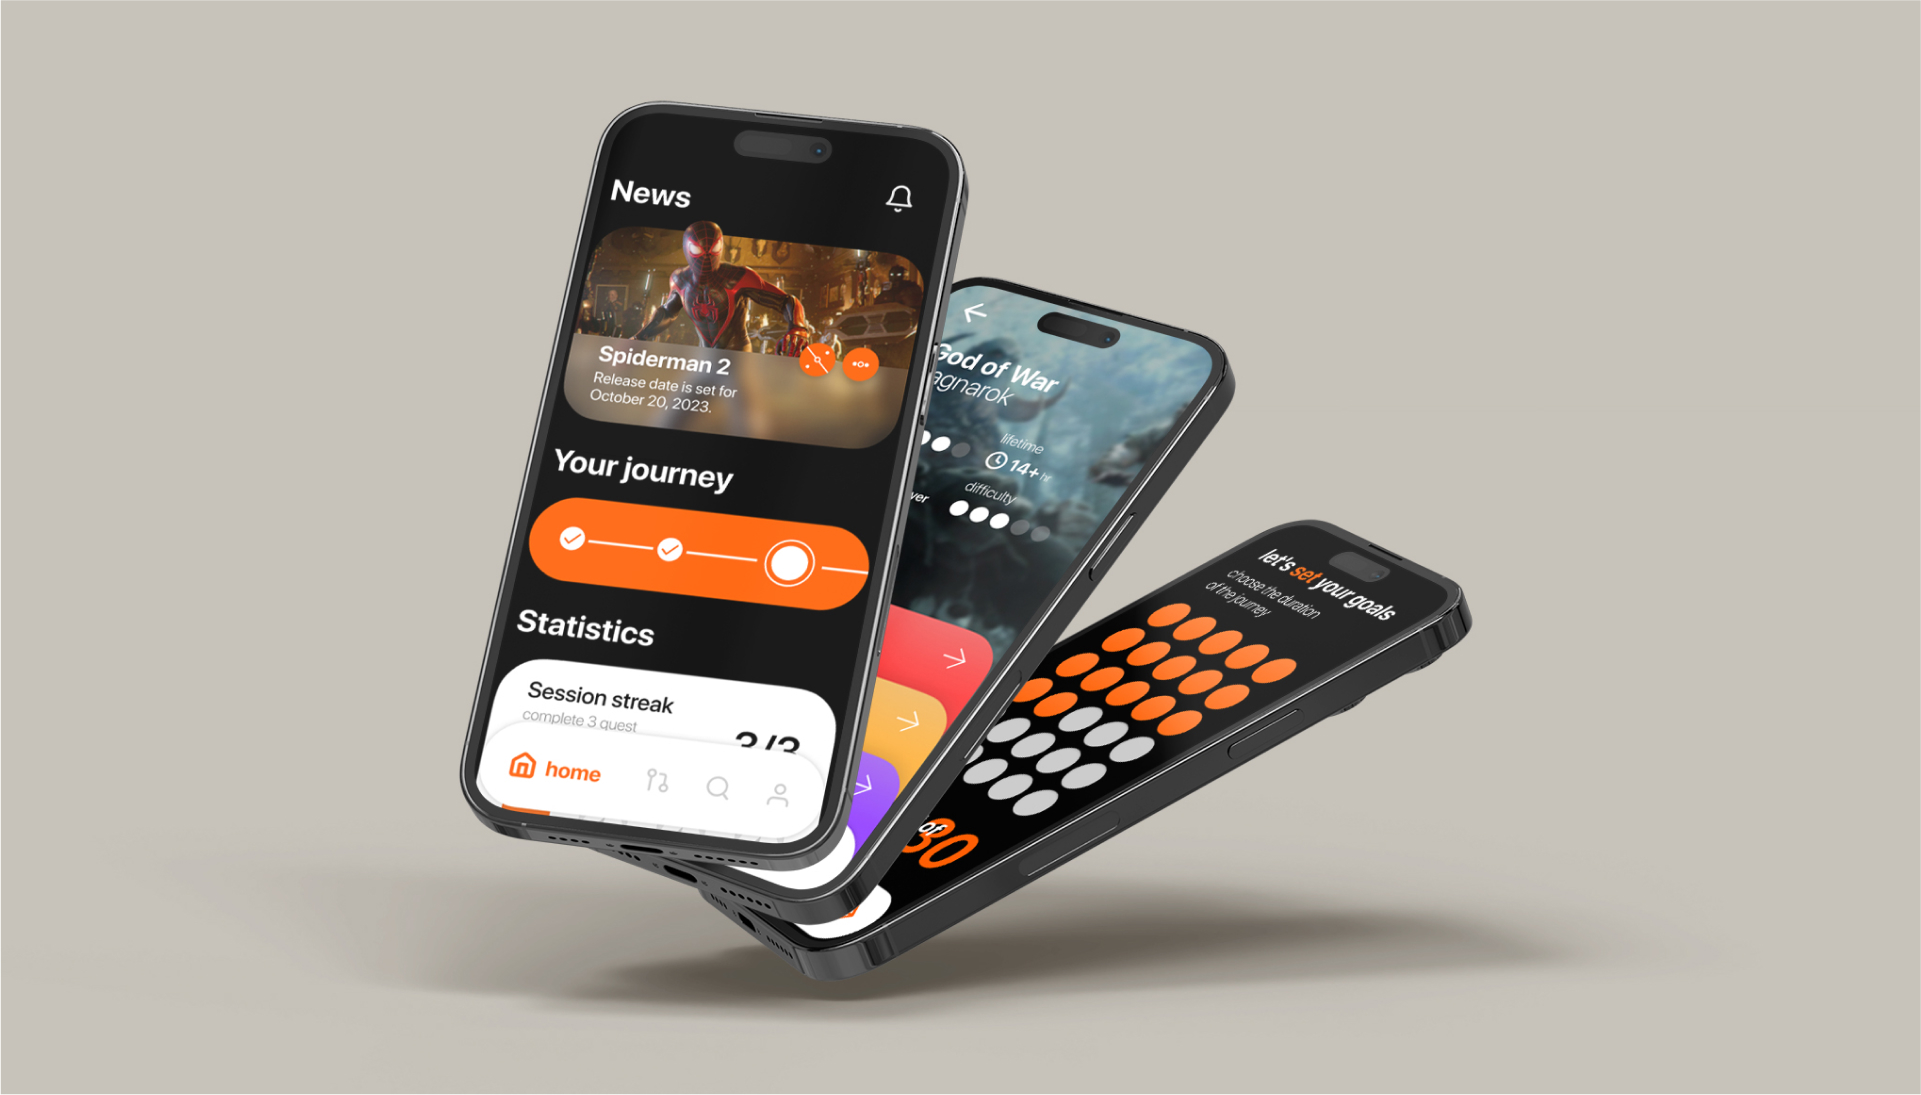 News
Spiderman 2
Release date is set for
October 20, 2023.
Your journey
Statistics
Session streak
complete 3 quest
3/3
home
God of War
agnarok
lifetime
14+ hr
difficulty
ver
let's set your goals
choose the duration
of the journey
of
30